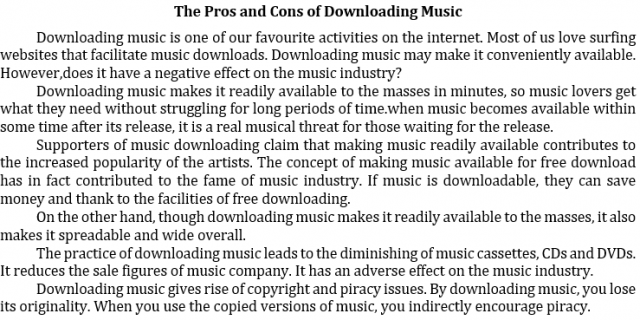 The Pros and Cons of Downloading Music
Downloading music is one of our favourite activities on the internet. Most of us love surfing
websites that facilitate music downloads. Downloading music may make it conveniently available.
However,does it have a negative effect on the music industry?
Downloading music makes it readily available to the masses in minutes, so music lovers get
what they need without struggling for long periods of time.when music becomes available within
some time after its release, it is a real musical threat for those waiting for the release.
Supporters of music downloading claim that making music readily available contributes to
the increased popularity of the artists. The concept of making music available for free download
has in fact contributed to the fame of music industry. If music is downloadable, they can save
money and thank to the facilities of free downloading.
On the other hand, though downloading music makes it readily available to the masses, it also
makes it spreadable and wide overall.
The practice of downloading music leads to the diminishing of music cassettes, CDs and DVDs.
It reduces the sale figures of music company. It has an adverse effect on the music industry.
Downloading music gives rise of copyright and piracy issues. By downloading music, you lose
its originality. When you use the copied versions of music, you indirectly encourage piracy.